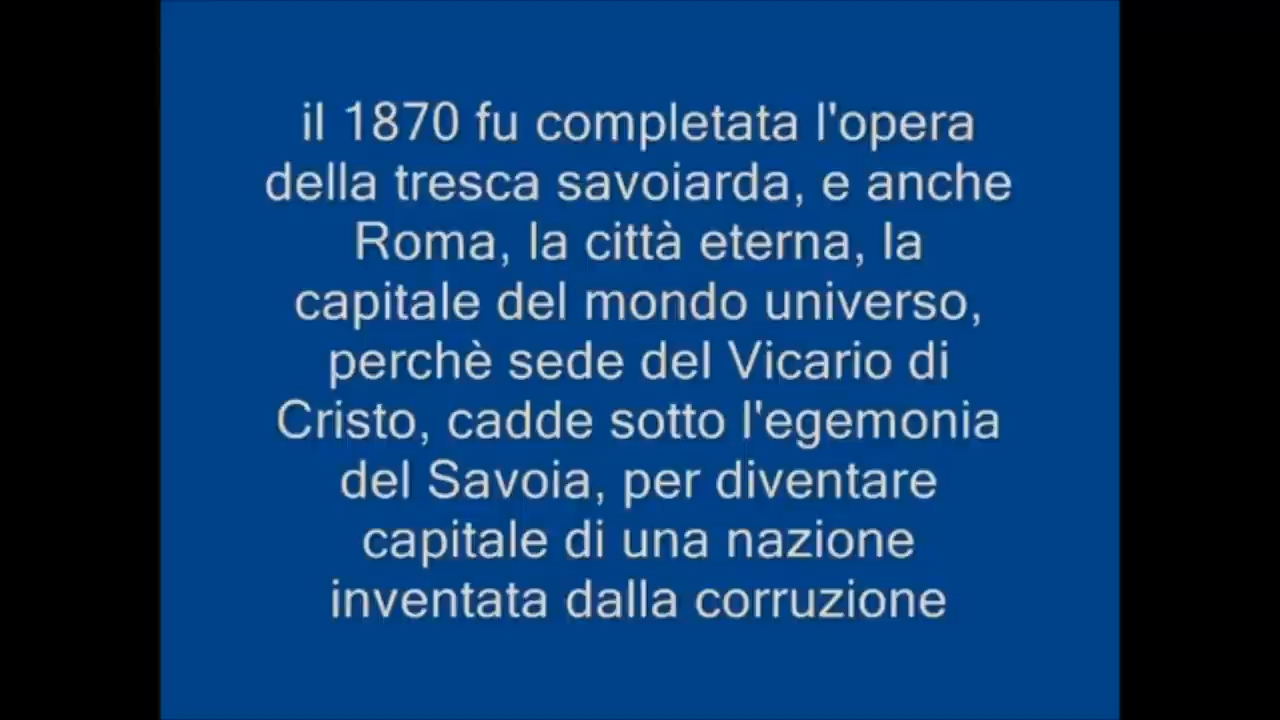 il 1870 fu completata l'opera
della tresca savoiarda, e anche
Roma, la città eterna, la
capitale del mondo universo,
perchè sede del Vicario di
Cristo, cadde sotto l'egemonia
del Savoia, per diventare
capitale di una nazione
inventata dalla corruzione